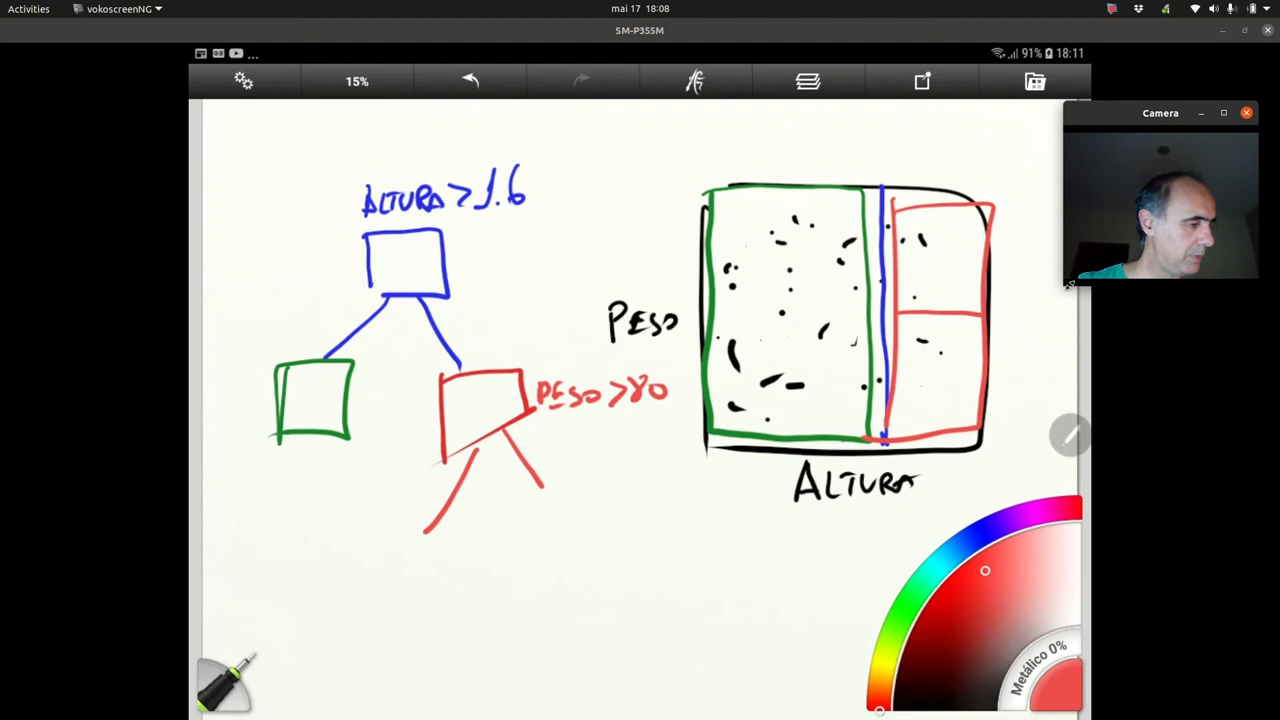 Activities
vokoscreenNG
mai 17 18:08
SM-P355M
...
91%
18:11
15%
Camera
ALTURA > 1.6
PESO
PESO > 80
ALTURA
Metálico 0%